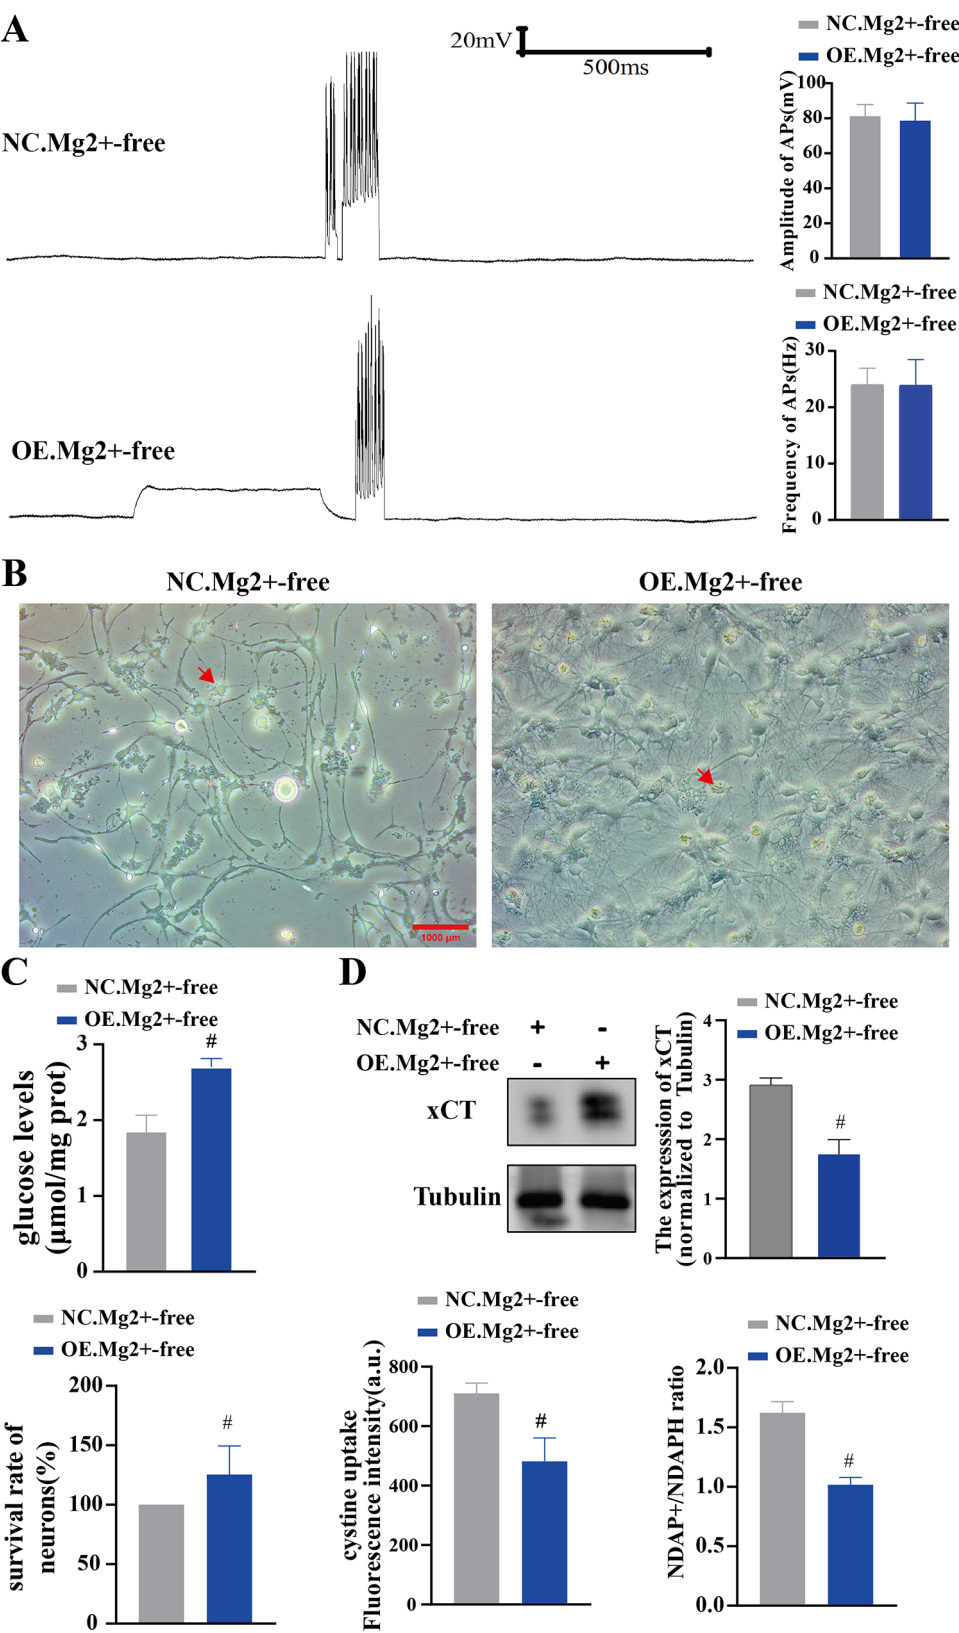 A
20mV
500ms
NC.Mg2+-free
OE.Mg2+-free
NC.Mg2+-free
OE.Mg2+-free
Amplitude of APs(mV)
100
80
60
40
20
0
NC.Mg2+-free
OE.Mg2+-free
Frequency of APs(Hz)
30
20
10
0
B
NC.Mg2+-free
OE.Mg2+-free
1000 µm
C
NC.Mg2+-free
OE.Mg2+-free
glucose levels
(µmol/mg prot)
3
2
1
0
#
NC.Mg2+-free
OE.Mg2+-free
survival rate of
neurons(%)
200
150
100
50
0
#
D
NC.Mg2+-free + -
OE.Mg2+-free - +
xCT
Tubulin
NC.Mg2+-free
OE.Mg2+-free
The expresssion of xCT
(normalized to Tubulin)
4
3
2
1
0
#
NC.Mg2+-free
OE.Mg2+-free
cystine uptake
Fluorescence intensity(a.u.)
800
600
400
200
0
#
NC.Mg2+-free
OE.Mg2+-free
NDAP+/NDAPH ratio
2.0
1.5
1.0
0.5
0.0
#